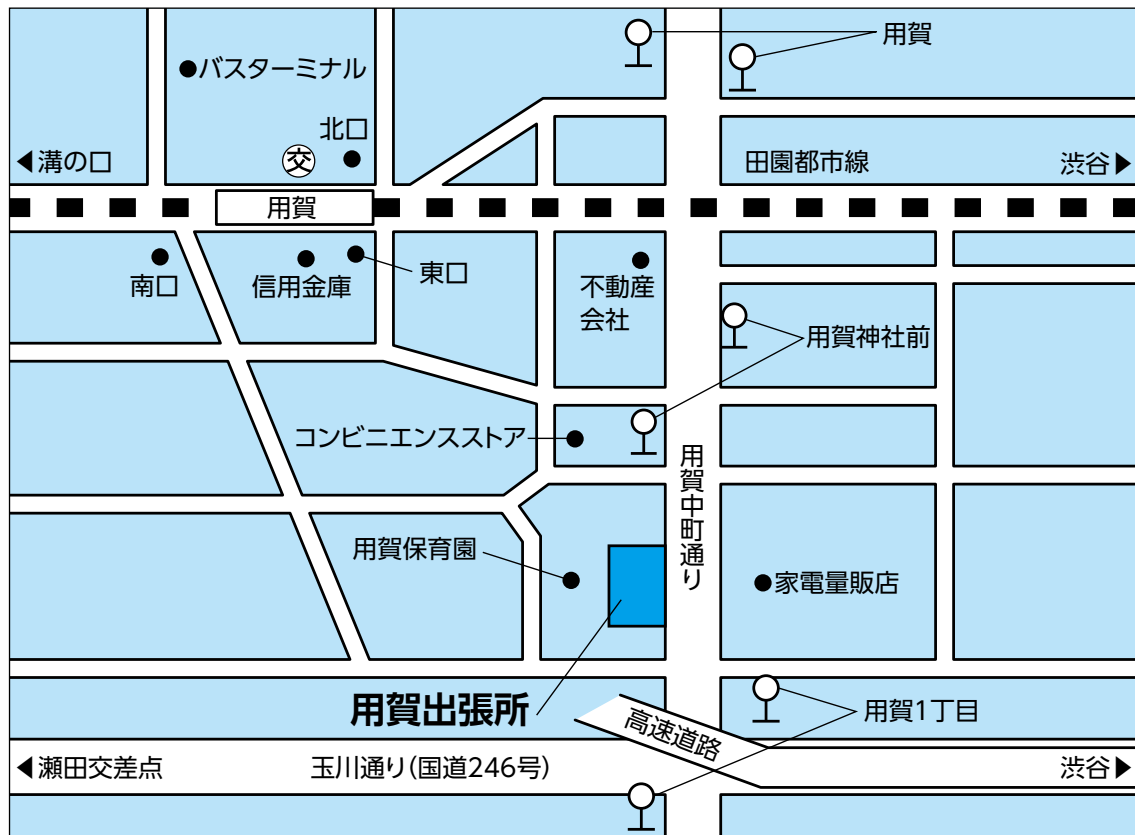 用賀
バスターミナル
北口
交
◀溝の口
田園都市線
渋谷▶
用賀
南口
信用金庫
東口
不動産
会社
用賀神社前
コンビニエンスストア
用賀中町通り
用賀保育園
家電量販店
用賀出張所
高速道路
用賀1丁目
◀瀬田交差点
玉川通り(国道246号)
渋谷▶